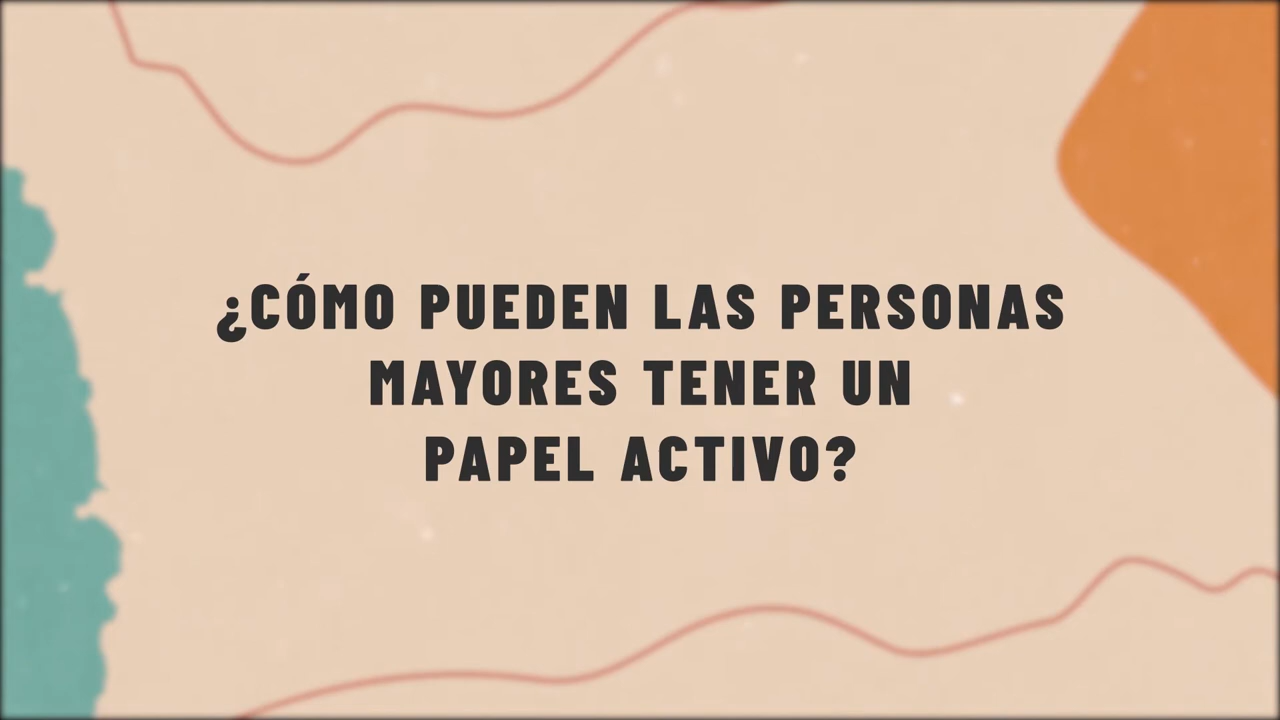 ¿CÓMO PUEDEN LAS PERSONAS
MAYORES TENER UN
PAPEL ACTIVO?